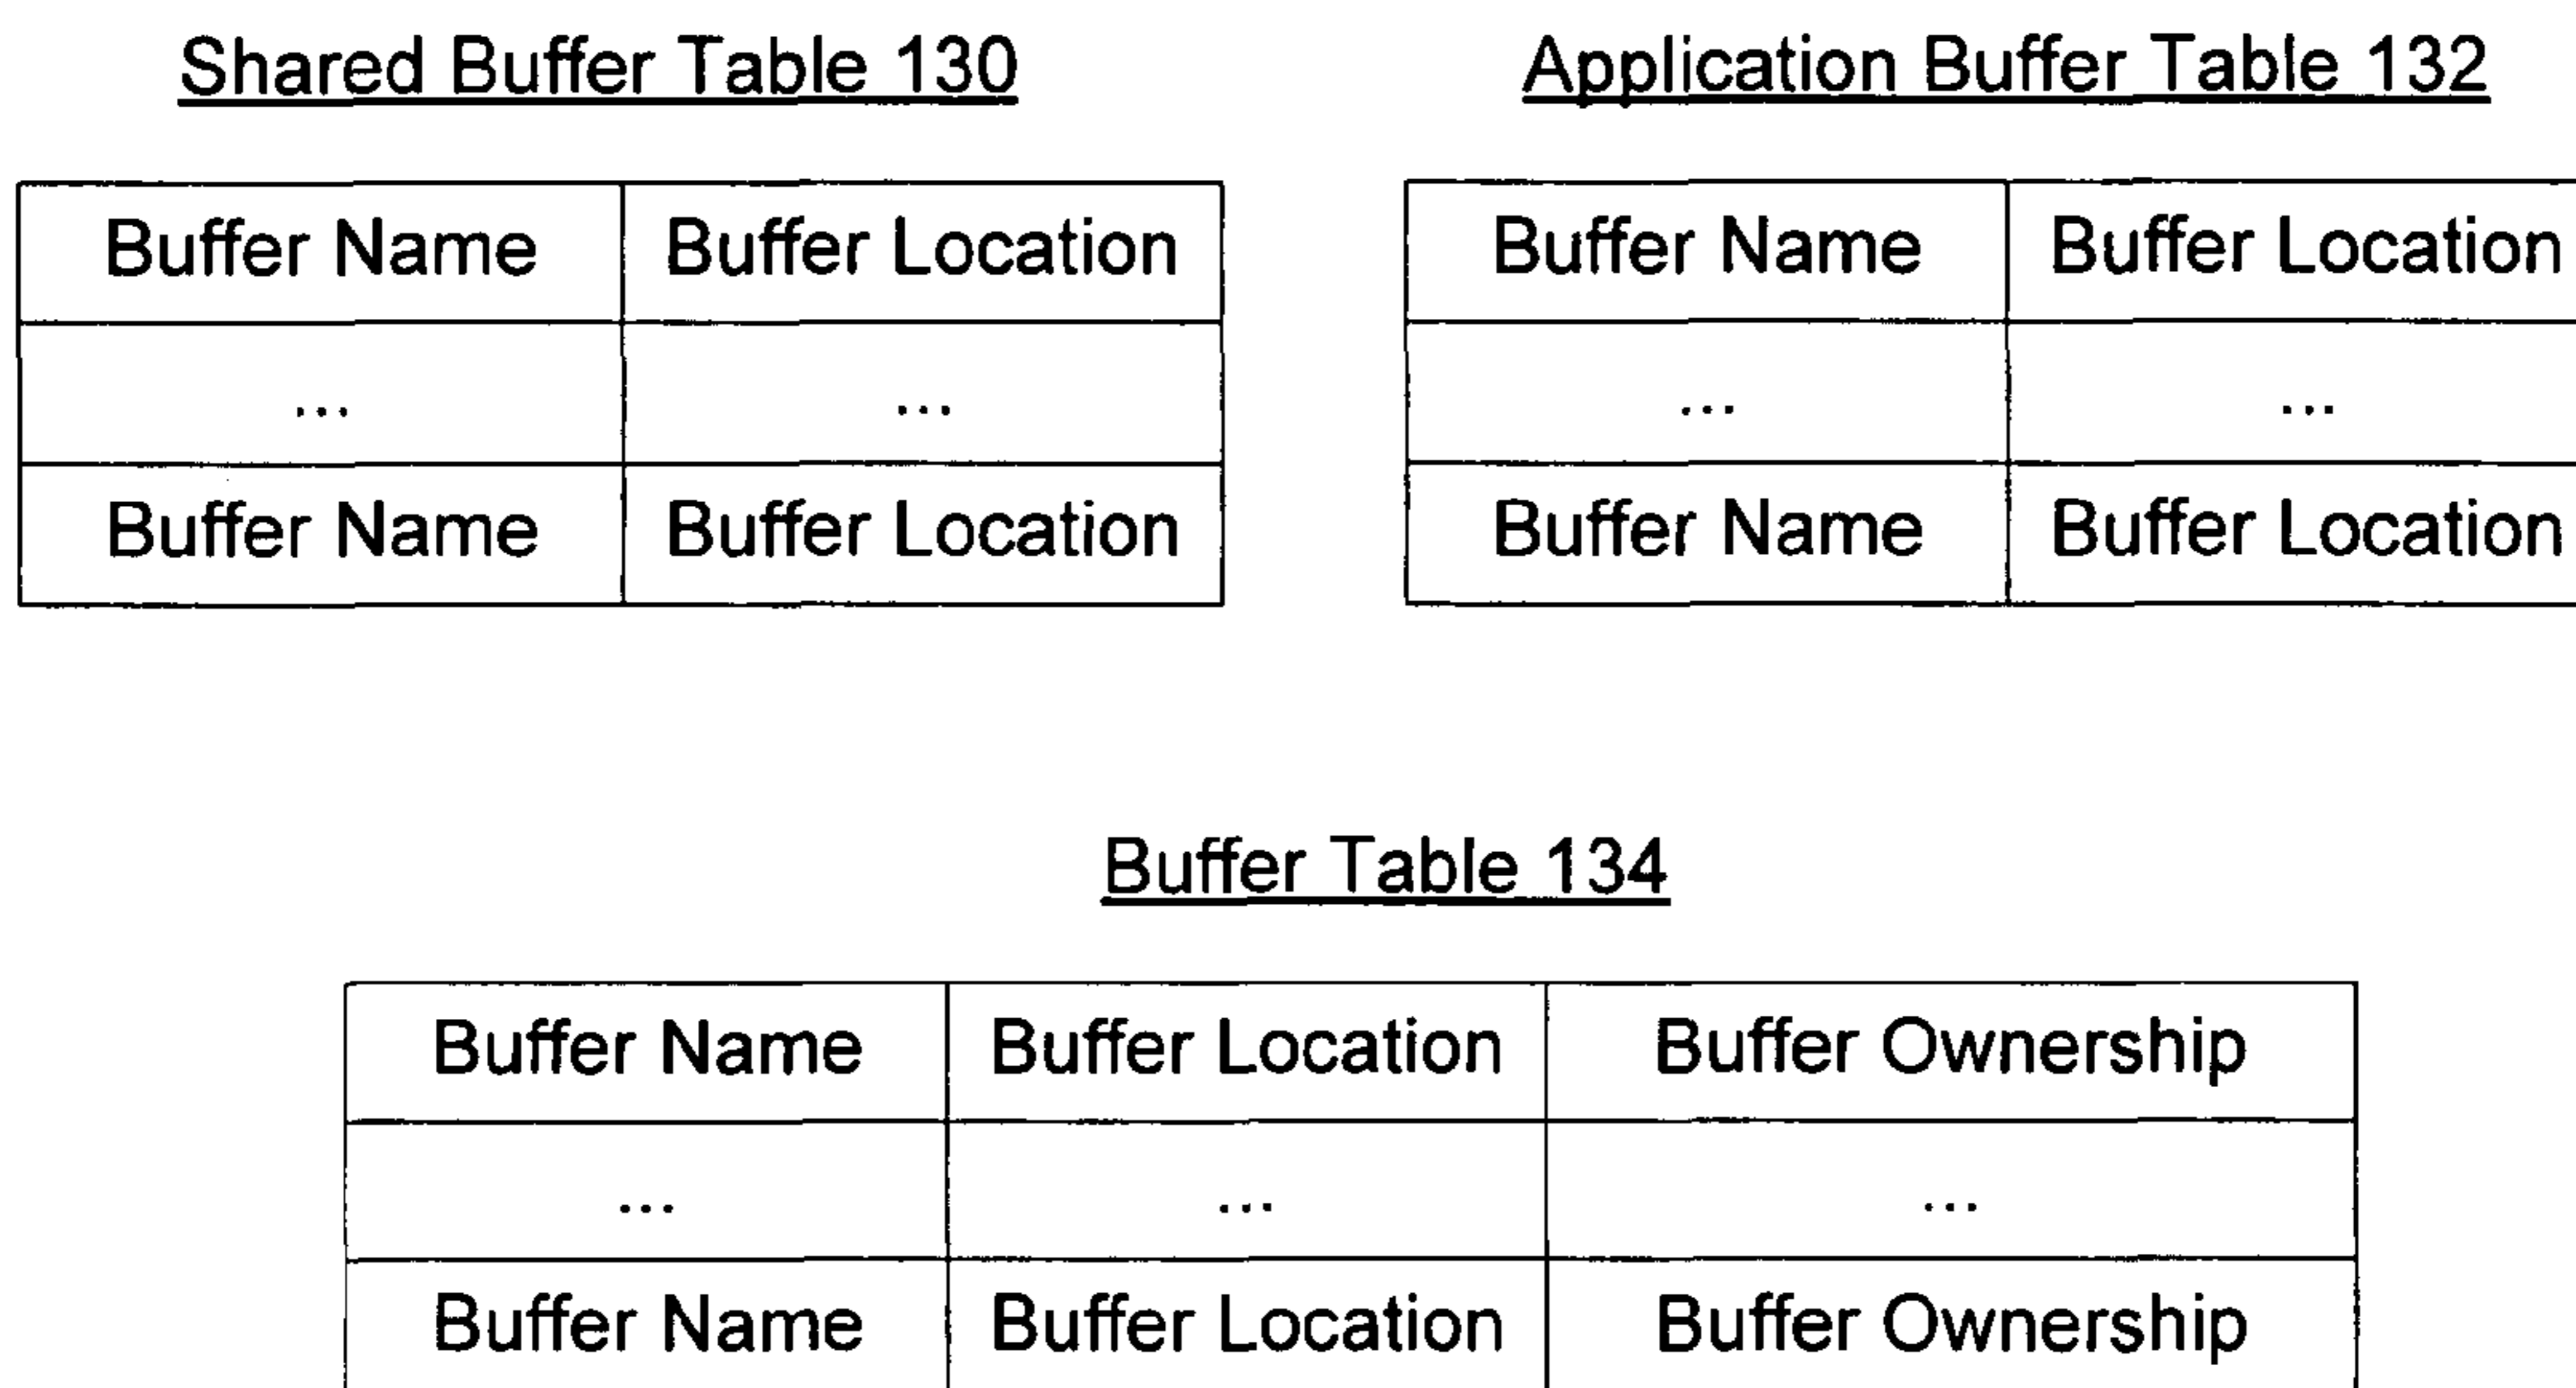 Shared Buffer Table 130
Buffer Name Buffer Location
... ...
Buffer Name Buffer Location
Application Buffer Table 132
Buffer Name Buffer Location
... ...
Buffer Name Buffer Location
Buffer Table 134
Buffer Name Buffer Location Buffer Ownership
... ... ...
Buffer Name Buffer Location Buffer Ownership